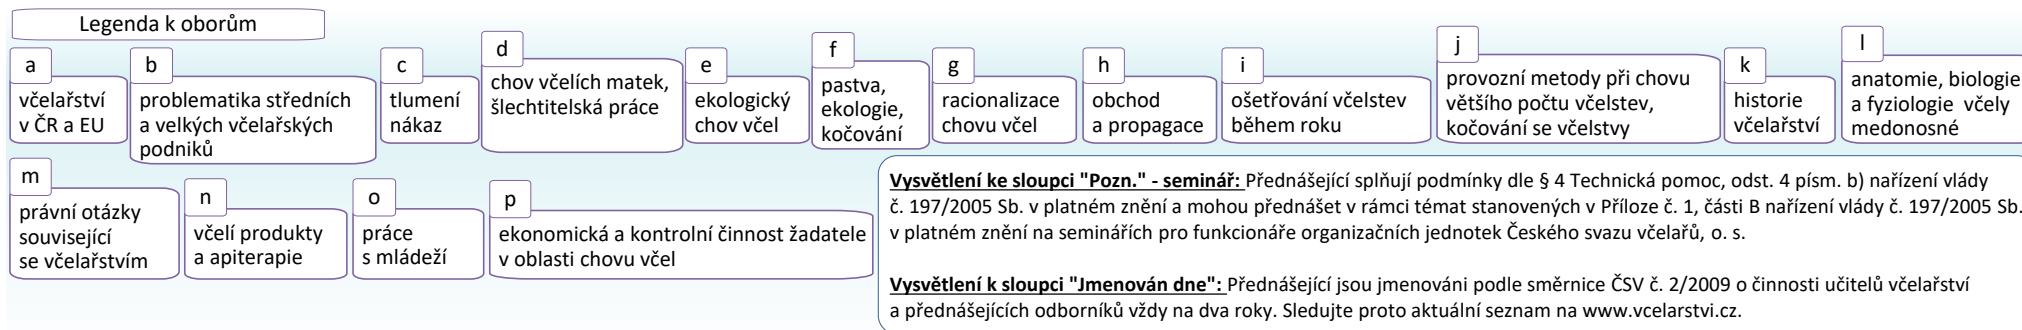 Legenda k oborům
a
včelařství
v ČR a EU
b
problematika středních
a velkých včelařských
podniků
c
tlumení
nákaz
d
chov včelích matek,
šlechtitelská práce
e
ekologický
chov včel
f
pastva,
ekologie,
kočování
g
racionalizace
chovu včel
h
obchod
a propagace
i
ošetřování včelstev
během roku
j
provozní metody při chovu
většího počtu včelstev,
kočování se včelstvy
k
historie
včelařství
l
anatomie, biologie
a fyziologie včely
medonosné
m
právní otázky
související
se včelařstvím
n
včelí produkty
a apiterapie
o
práce
s mládeží
p
ekonomická a kontrolní činnost žadatele
v oblasti chovu včel
Vysvětlení ke sloupci "Pozn." - seminář: Přednášející splňují podmínky dle § 4 Technická pomoc, odst. 4 písm. b) nařízení vlády
č. 197/2005 Sb. v platném znění a mohou přednášet v rámci témat stanovených v Příloze č. 1, části B nařízení vlády č. 197/2005 Sb.
v platném znění na seminářích pro funkcionáře organizačních jednotek Českého svazu včelařů, o. s.
Vysvětlení k sloupci "Jmenován dne": Přednášející jsou jmenováni podle směrnice ČSV č. 2/2009 o činnosti učitelů včelařství
a přednášejících odborníků vždy na dva roky. Sledujte proto aktuální seznam na www.vcelarstvi.cz.